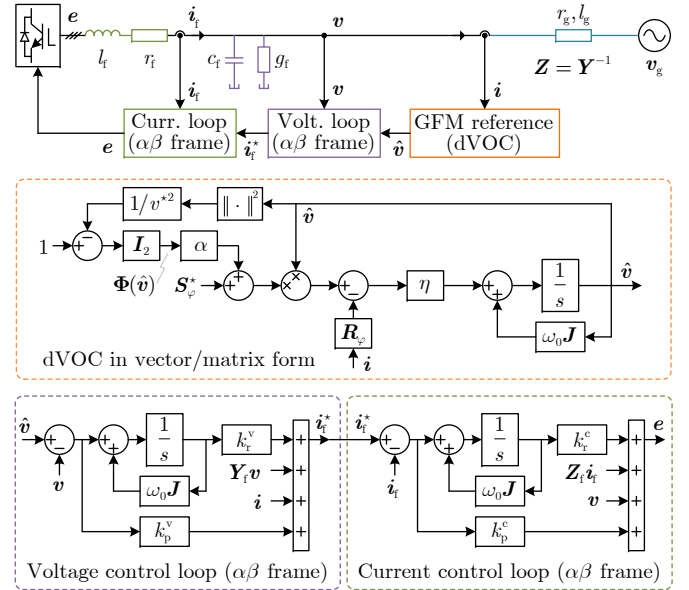 e i_f v r_g, l_g
l_f r_f c_f g_f Z = Y^{-1} v_g
i_f v i
Curr. loop (αβ frame)
Volt. loop (αβ frame)
GFM reference (dVOC)
e i_f^⋆ v̂
1/v^{⋆2} ‖·‖^2 v̂
1 − + I_2 α
Φ(v̂) + +
S_φ^⋆ × × + − η + + 1/s v̂
R_φ ω_0 J
i
dVOC in vector/matrix form
v̂ + − + + 1/s k_r^v + i_f^⋆
v ω_0 J Y_f v +
i +
k_p^v +
Voltage control loop (αβ frame)
i_f^⋆ + − + + 1/s k_r^c + e
i_f ω_0 J Z_f i_f +
v +
k_p^c +
Current control loop (αβ frame)